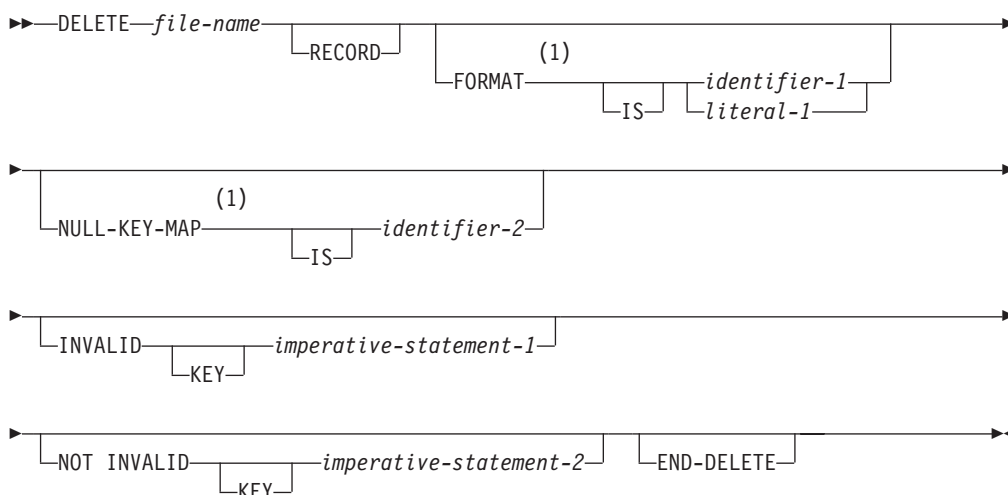 DELETE file-name
RECORD
(1)
FORMAT identifier-1
IS literal-1
(1)
NULL-KEY-MAP identifier-2
IS
INVALID imperative-statement-1
KEY
NOT INVALID imperative-statement-2 END-DELETE
KEY